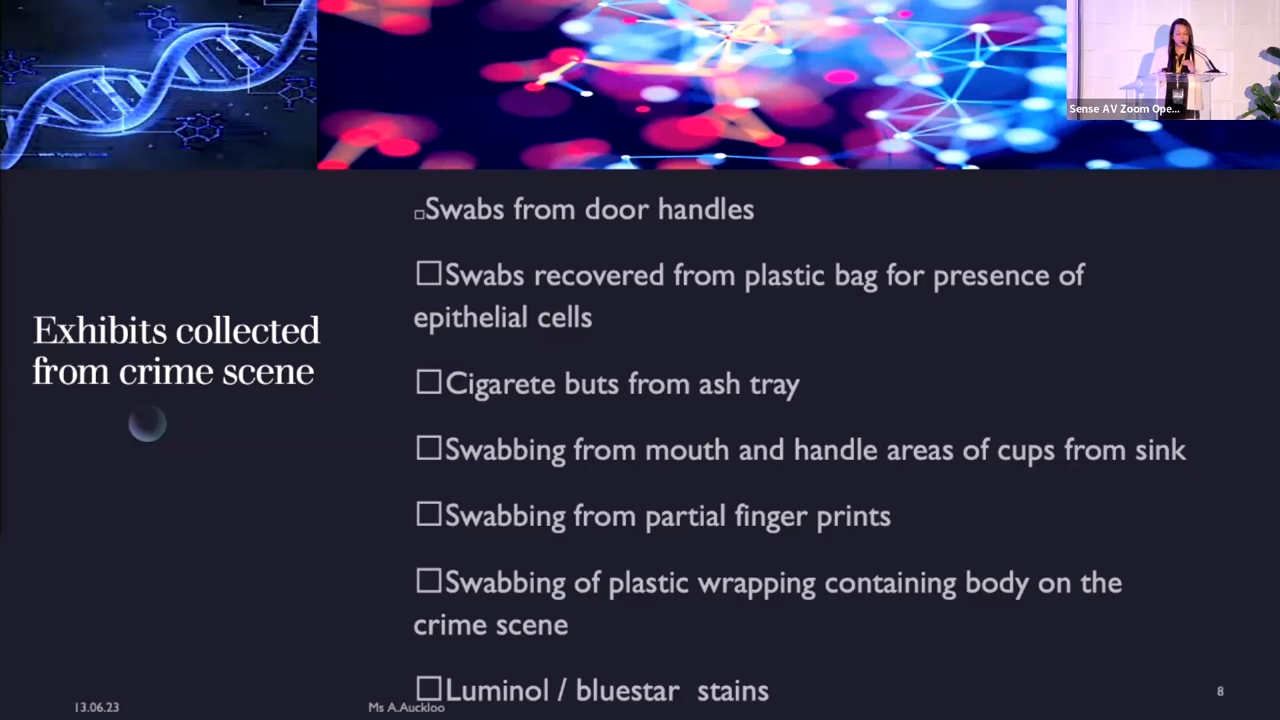 Sense AV Zoom Ope...
Exhibits collected
from crime scene
□Swabs from door handles
□Swabs recovered from plastic bag for presence of
epithelial cells
□Cigarete buts from ash tray
□Swabbing from mouth and handle areas of cups from sink
□Swabbing from partial finger prints
□Swabbing of plastic wrapping containing body on the
crime scene
□Luminol / bluestar  stains
13.06.23
Ms A.Auckloo
8